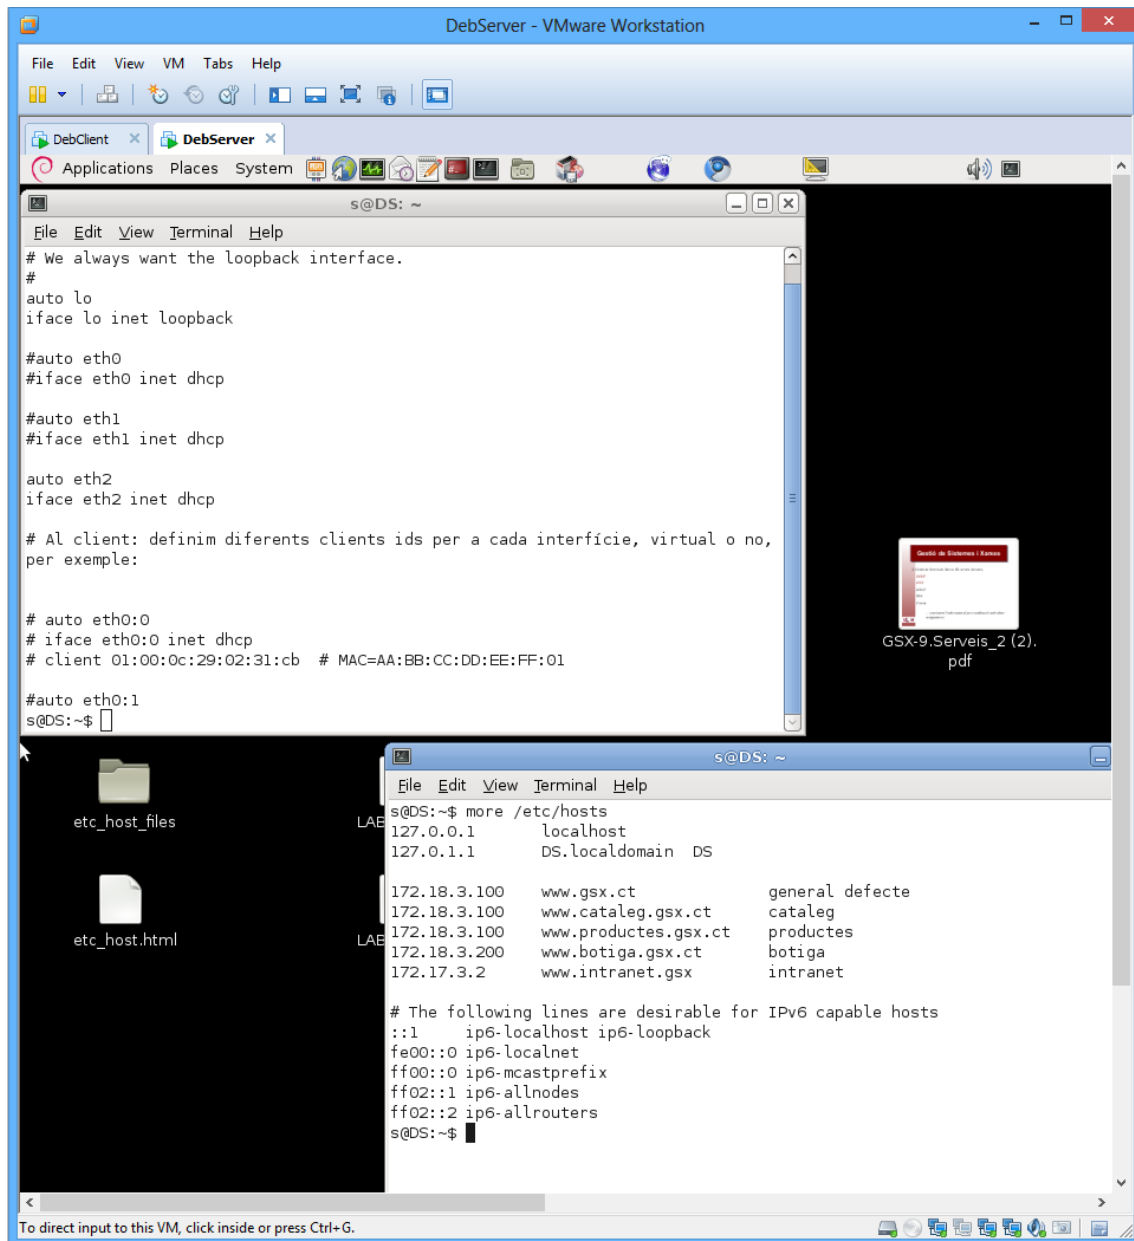 DebServer - VMware Workstation
File Edit View VM Tabs Help
DebClient DebServer
Applications Places System
s@DS: ~
File Edit View Terminal Help
# We always want the loopback interface.
#
auto lo
iface lo inet loopback
#auto eth0
#iface eth0 inet dhcp
#auto eth1
#iface eth1 inet dhcp
auto eth2
iface eth2 inet dhcp
# Al client: definim diferents clients ids per a cada interfície, virtual o no,
per exemple:
# auto eth0:0
# iface eth0:0 inet dhcp
# client 01:00:0c:29:02:31:cb # MAC=AA:BB:CC:DD:EE:FF:01
#auto eth0:1
s@DS:~$
Gestió de Sistemes i Xarxes
GSX-9.Serveis_2 (2).
pdf
etc_host_files
LAB
etc_host.html
LAB
s@DS: ~
File Edit View Terminal Help
s@DS:~$ more /etc/hosts
127.0.0.1 localhost
127.0.1.1 DS.localdomain DS
172.18.3.100 www.gsx.ct general defecte
172.18.3.100 www.cataleg.gsx.ct cataleg
172.18.3.100 www.productes.gsx.ct productes
172.18.3.200 www.botiga.gsx.ct botiga
172.17.3.2 www.intranet.gsx intranet
# The following lines are desirable for IPv6 capable hosts
::1 ip6-localhost ip6-loopback
fe00::0 ip6-localnet
ff00::0 ip6-mcastprefix
ff02::1 ip6-allnodes
ff02::2 ip6-allrouters
s@DS:~$
To direct input to this VM, click inside or press Ctrl+G.